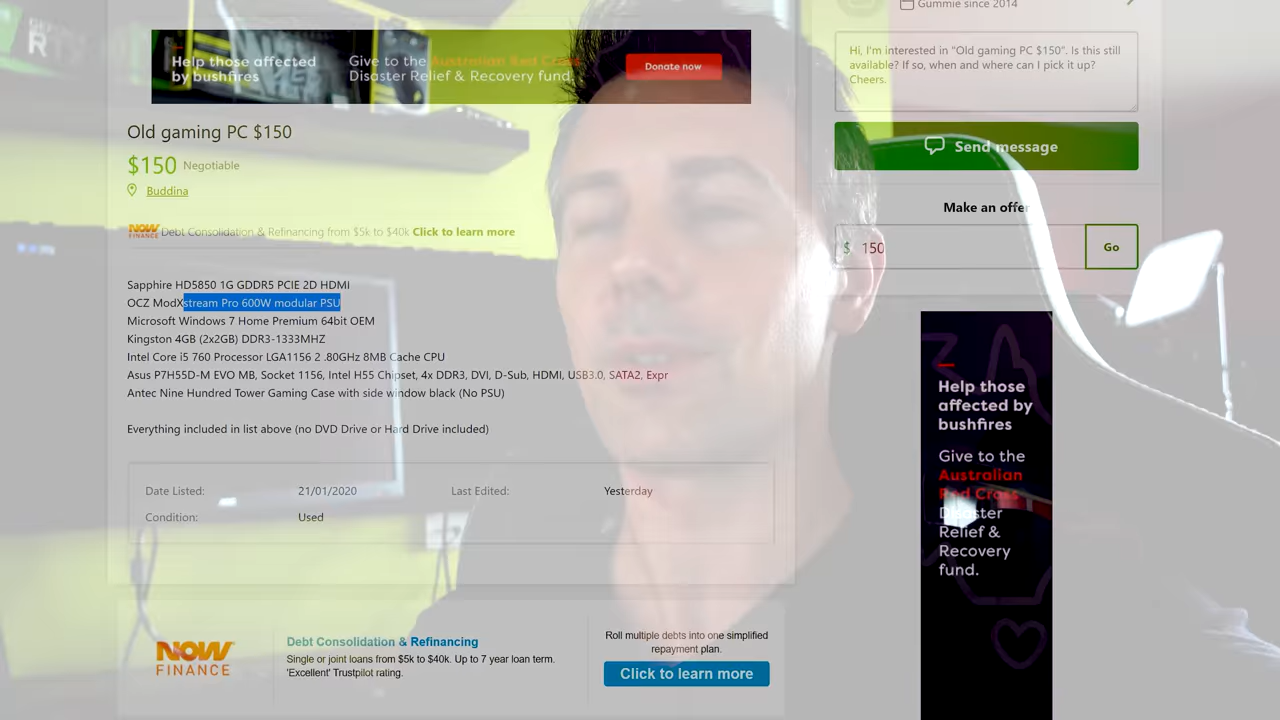 Help those affected
by bushfires
Give to the Australian Red Cross
Disaster Relief & Recovery fund.
Donate now
Old gaming PC $150
$150 Negotiable
Buddina
NOW
FINANCE
Debt Consolidation & Refinancing from $5k to $40k Click to learn more
Sapphire HD5850 1G GDDR5 PCIE 2D HDMI
OCZ ModXstream Pro 600W modular PSU
Microsoft Windows 7 Home Premium 64bit OEM
Kingston 4GB (2x2GB) DDR3-1333MHZ
Intel Core i5 760 Processor LGA1156 2 .80GHz 8MB Cache CPU
Asus P7H55D-M EVO MB, Socket 1156, Intel H55 Chipset, 4x DDR3, DVI, D-Sub, HDMI, USB3.0, SATA2, Expr
Antec Nine Hundred Tower Gaming Case with side window black (No PSU)
Everything included in list above (no DVD Drive or Hard Drive included)
Date Listed: 21/01/2020 Last Edited: Yesterday
Condition: Used
NOW
FINANCE
Debt Consolidation & Refinancing
Single or joint loans from $5k to $40k. Up to 7 year loan term.
'Excellent' Trustpilot rating.
Roll multiple debts into one simplified
repayment plan.
Click to learn more
Gummie since 2014
Hi, I'm interested in "Old gaming PC $150". Is this still
available? If so, when and where can I pick it up?
Cheers.
Send message
Make an offer
$ 150
Go
Help those
affected by
bushfires
Give to the
Australian
Red Cross
Disaster
Relief &
Recovery
fund.